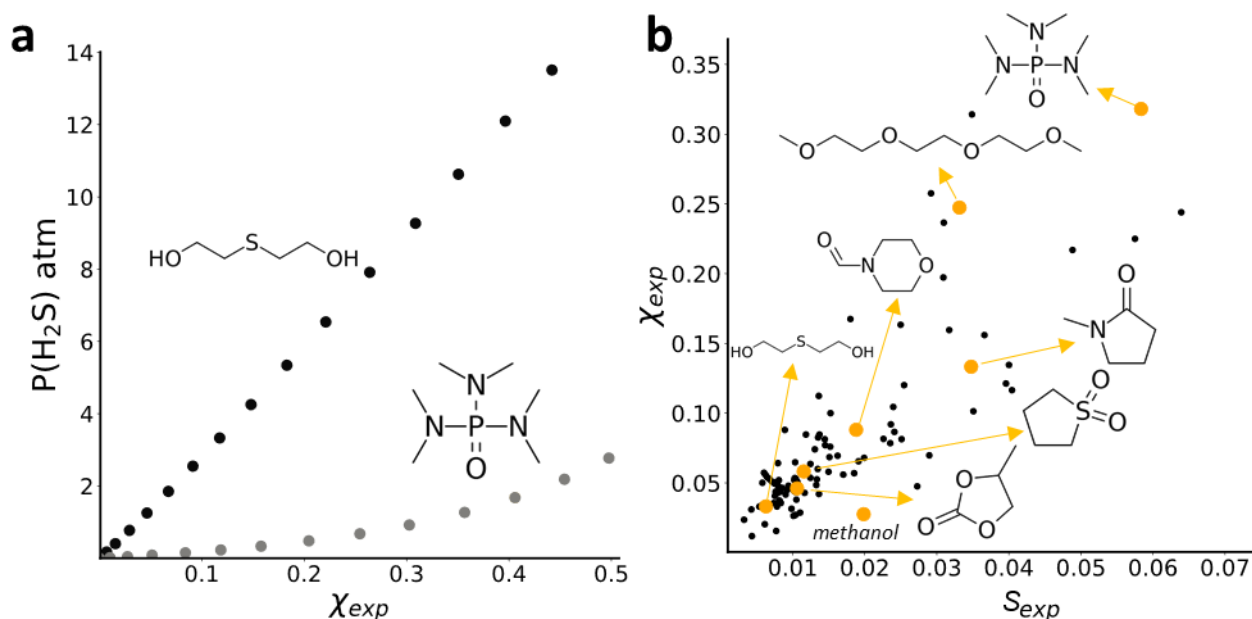 a
P(H₂S) atm
14
12
10
8
6
4
2
0.1
0.2
0.3
0.4
0.5
χexp
HO
S
OH
N
N
P
N
O
b
χexp
0.35
0.30
0.25
0.20
0.15
0.10
0.05
0.01
0.02
0.03
0.04
0.05
0.06
0.07
Sexp
N
N
P
N
O
O
O
O
O
O
N
O
HO
S
OH
O
N
O
S
O
O
O
O
methanol